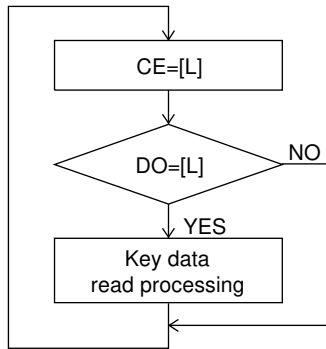 CE=[L]
DO=[L]
NO
YES
Key data
read processing